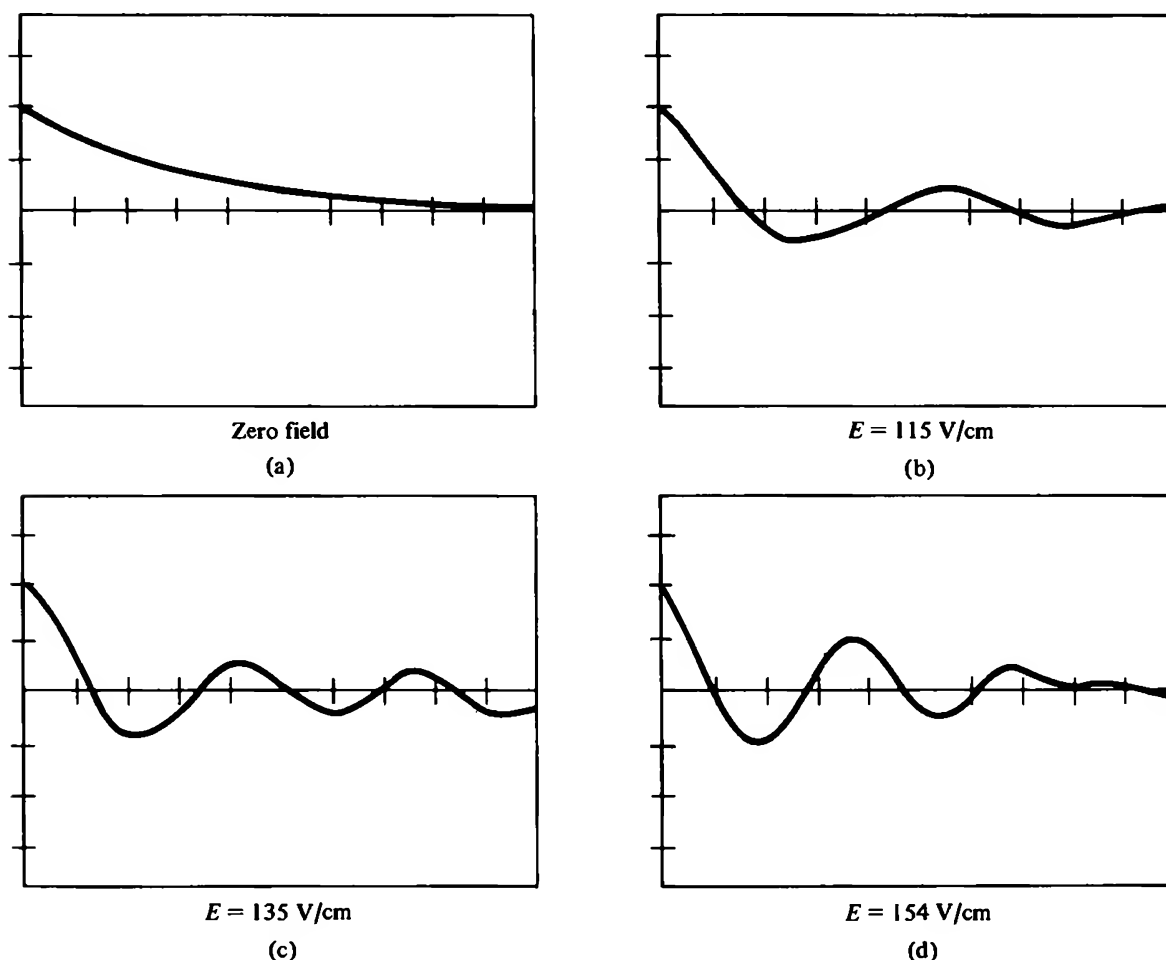 Zero field
(a)
E = 115 V/cm
(b)
E = 135 V/cm
(c)
E = 154 V/cm
(d)